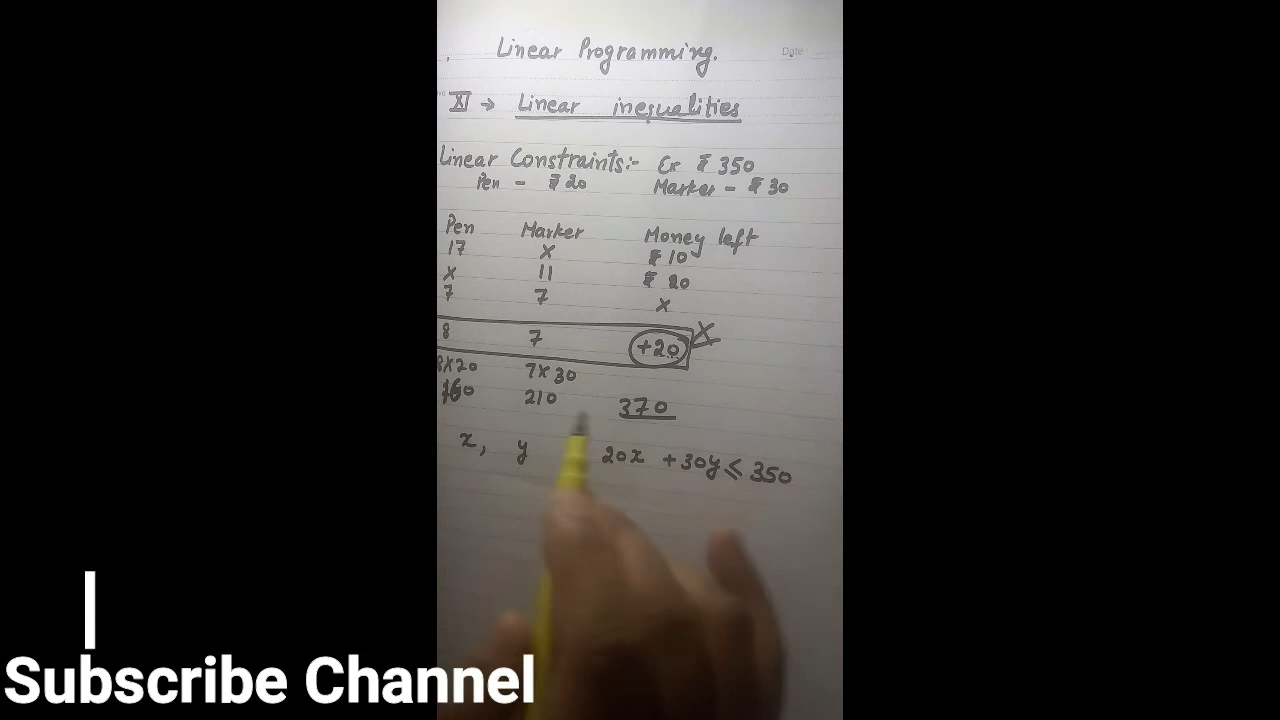 Linear Programming.
Date
XI → Linear inequalities
Linear Constraints:- Ex ₹ 350
Pen - ₹ 20 Marker - ₹ 30
Pen Marker Money left
17 X ₹ 10
X 11 ₹ 20
7 7 X
8 7 +20 X
8X20 7X30
160 210 370
x, y 20x + 30y ≤ 350
Subscribe Channel